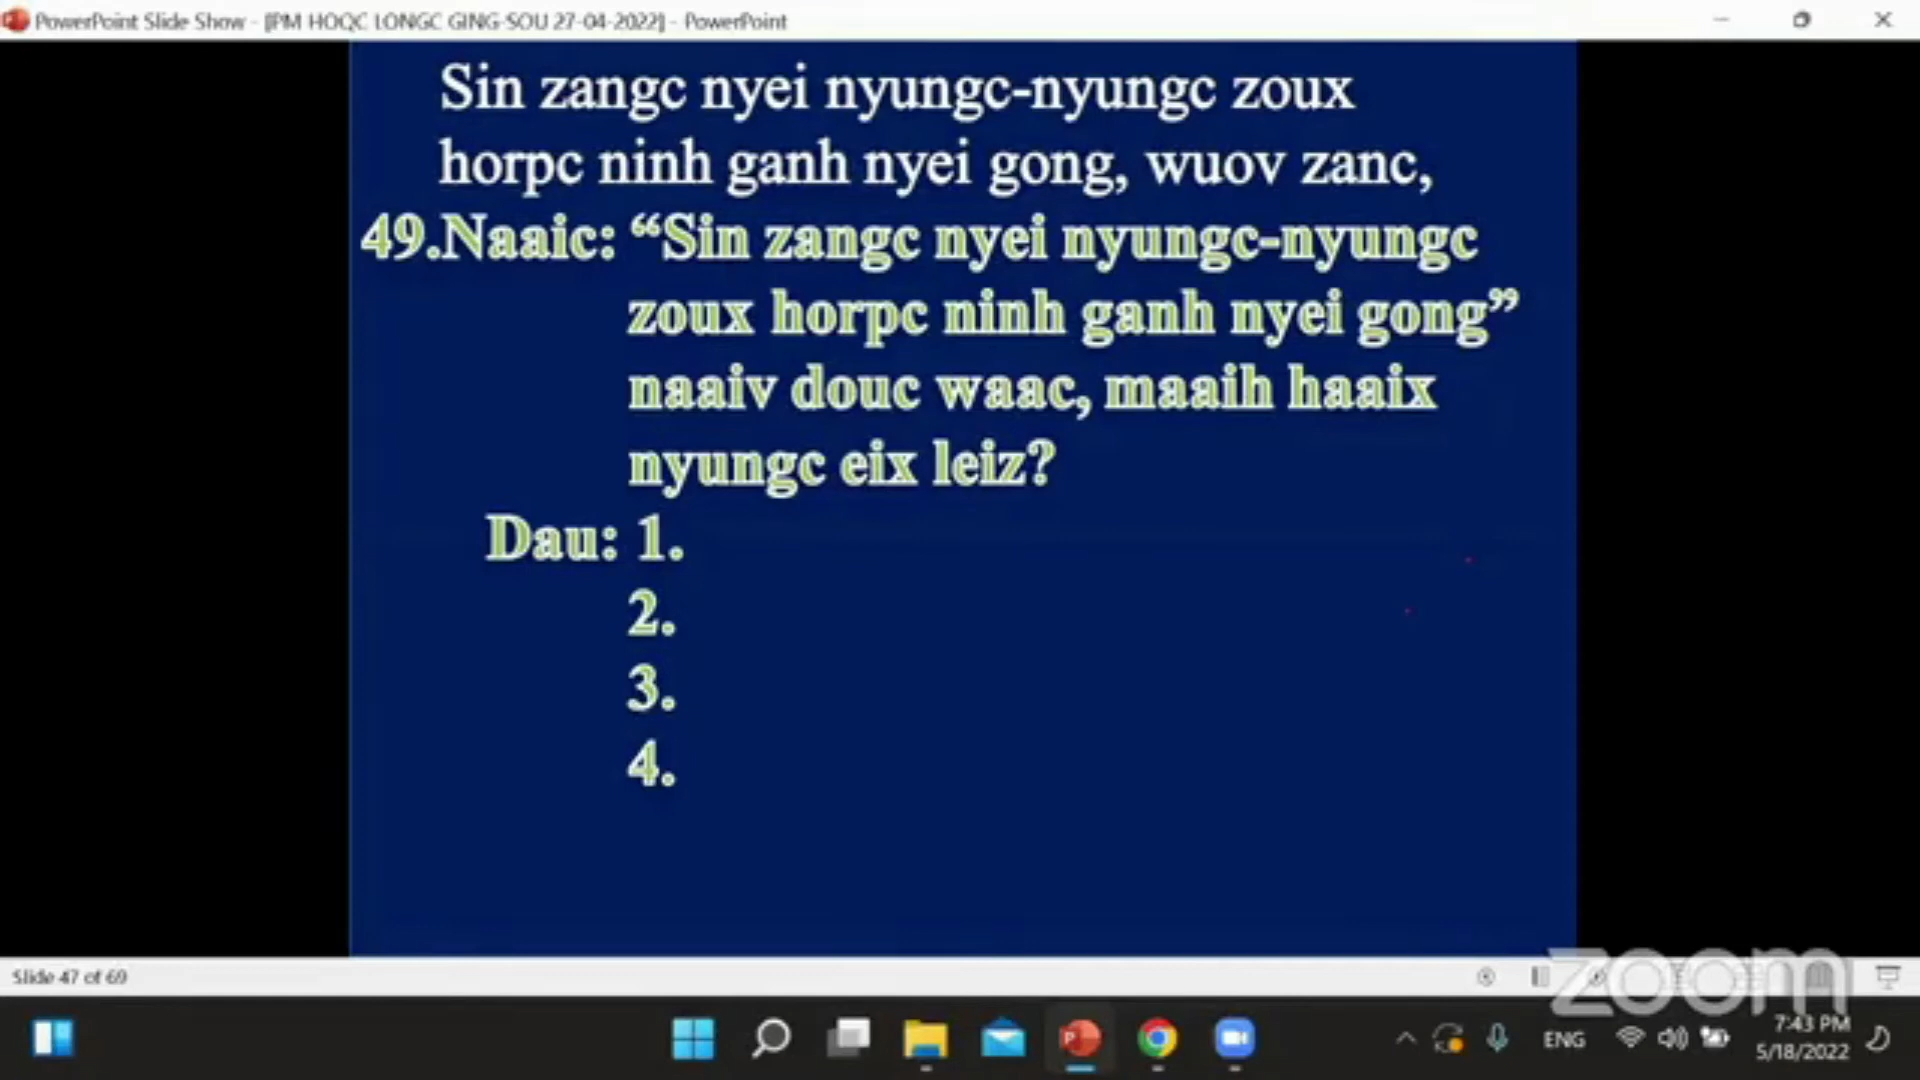 PowerPoint Slide Show - [PM HOQC LONGC GING-SOU 27-04-2022] - PowerPoint
Sin zangc nyei nyungc-nyungc zoux
horpc ninh ganh nyei gong, wuov zanc,
49.Naaic: “Sin zangc nyei nyungc-nyungc
zoux horpc ninh ganh nyei gong”
naaiv douc waac, maaih haaix
nyungc eix leiz?
Dau: 1.
2.
3.
4.
Slide 47 of 69
zoom
ENG
7:43 PM
5/18/2022